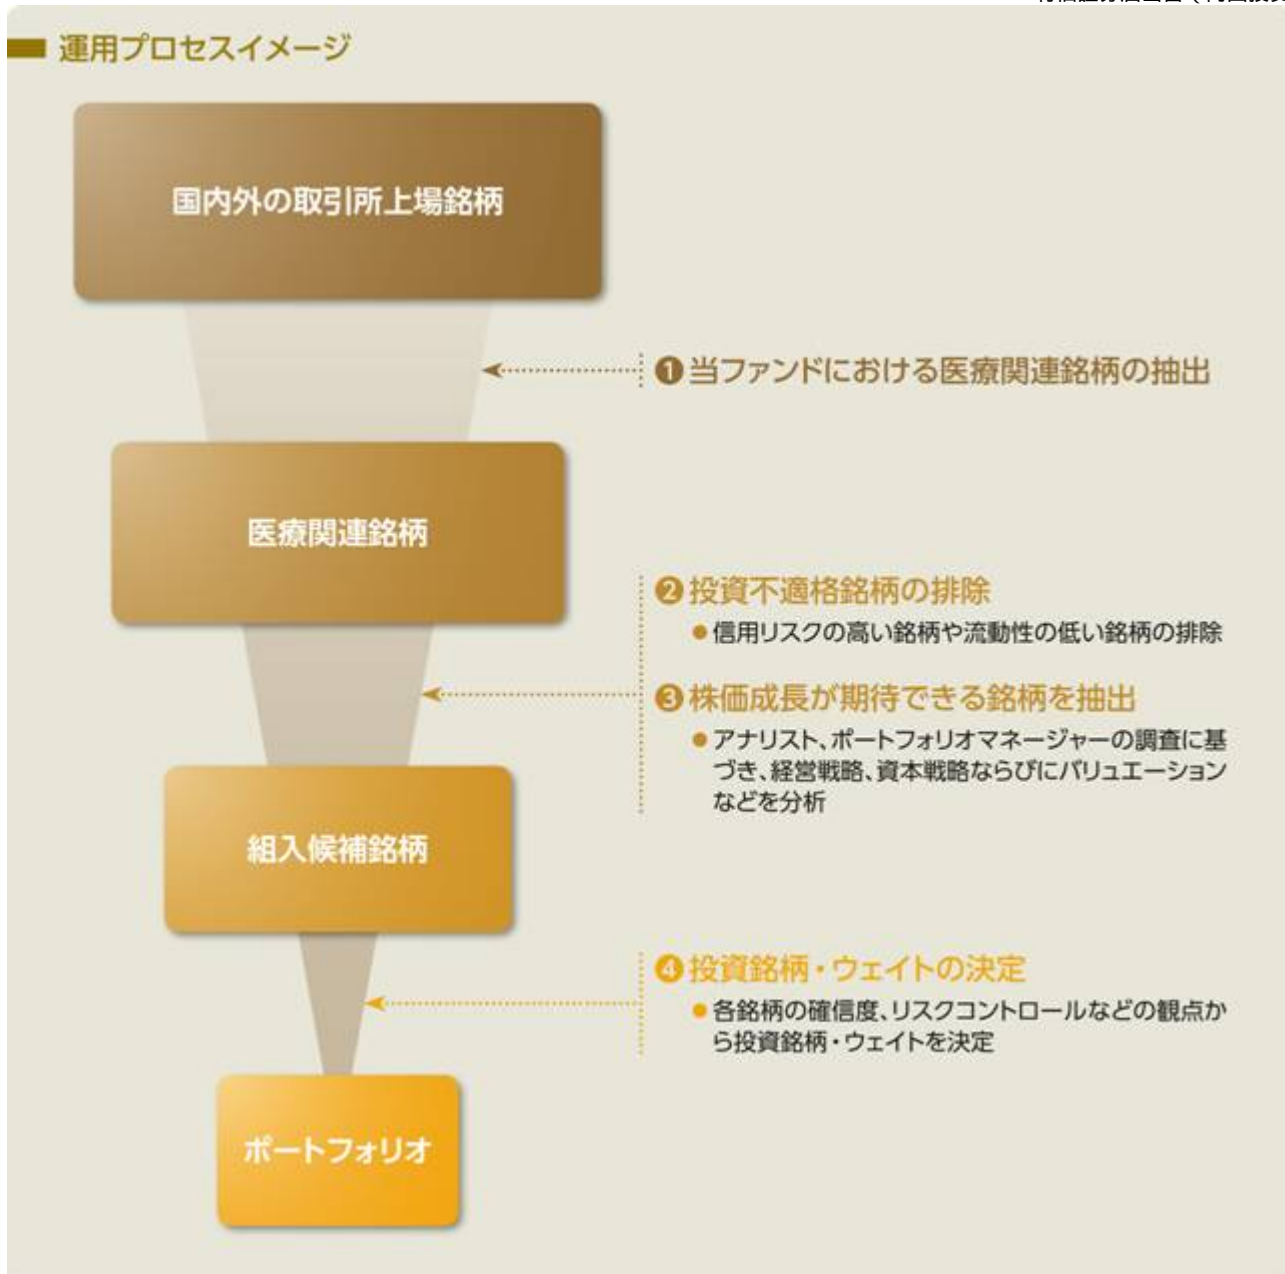 運用プロセスイメージ
国内外の取引所上場銘柄
❶当ファンドにおける医療関連銘柄の抽出
医療関連銘柄
❷投資不適格銘柄の排除
●信用リスクの高い銘柄や流動性の低い銘柄の排除
❸株価成長が期待できる銘柄を抽出
●アナリスト、ポートフォリオマネージャーの調査に基
づき、経営戦略、資本戦略ならびにバリュエーション
などを分析
組入候補銘柄
❹投資銘柄・ウェイトの決定
●各銘柄の確信度、リスクコントロールなどの観点か
ら投資銘柄・ウェイトを決定
ポートフォリオ